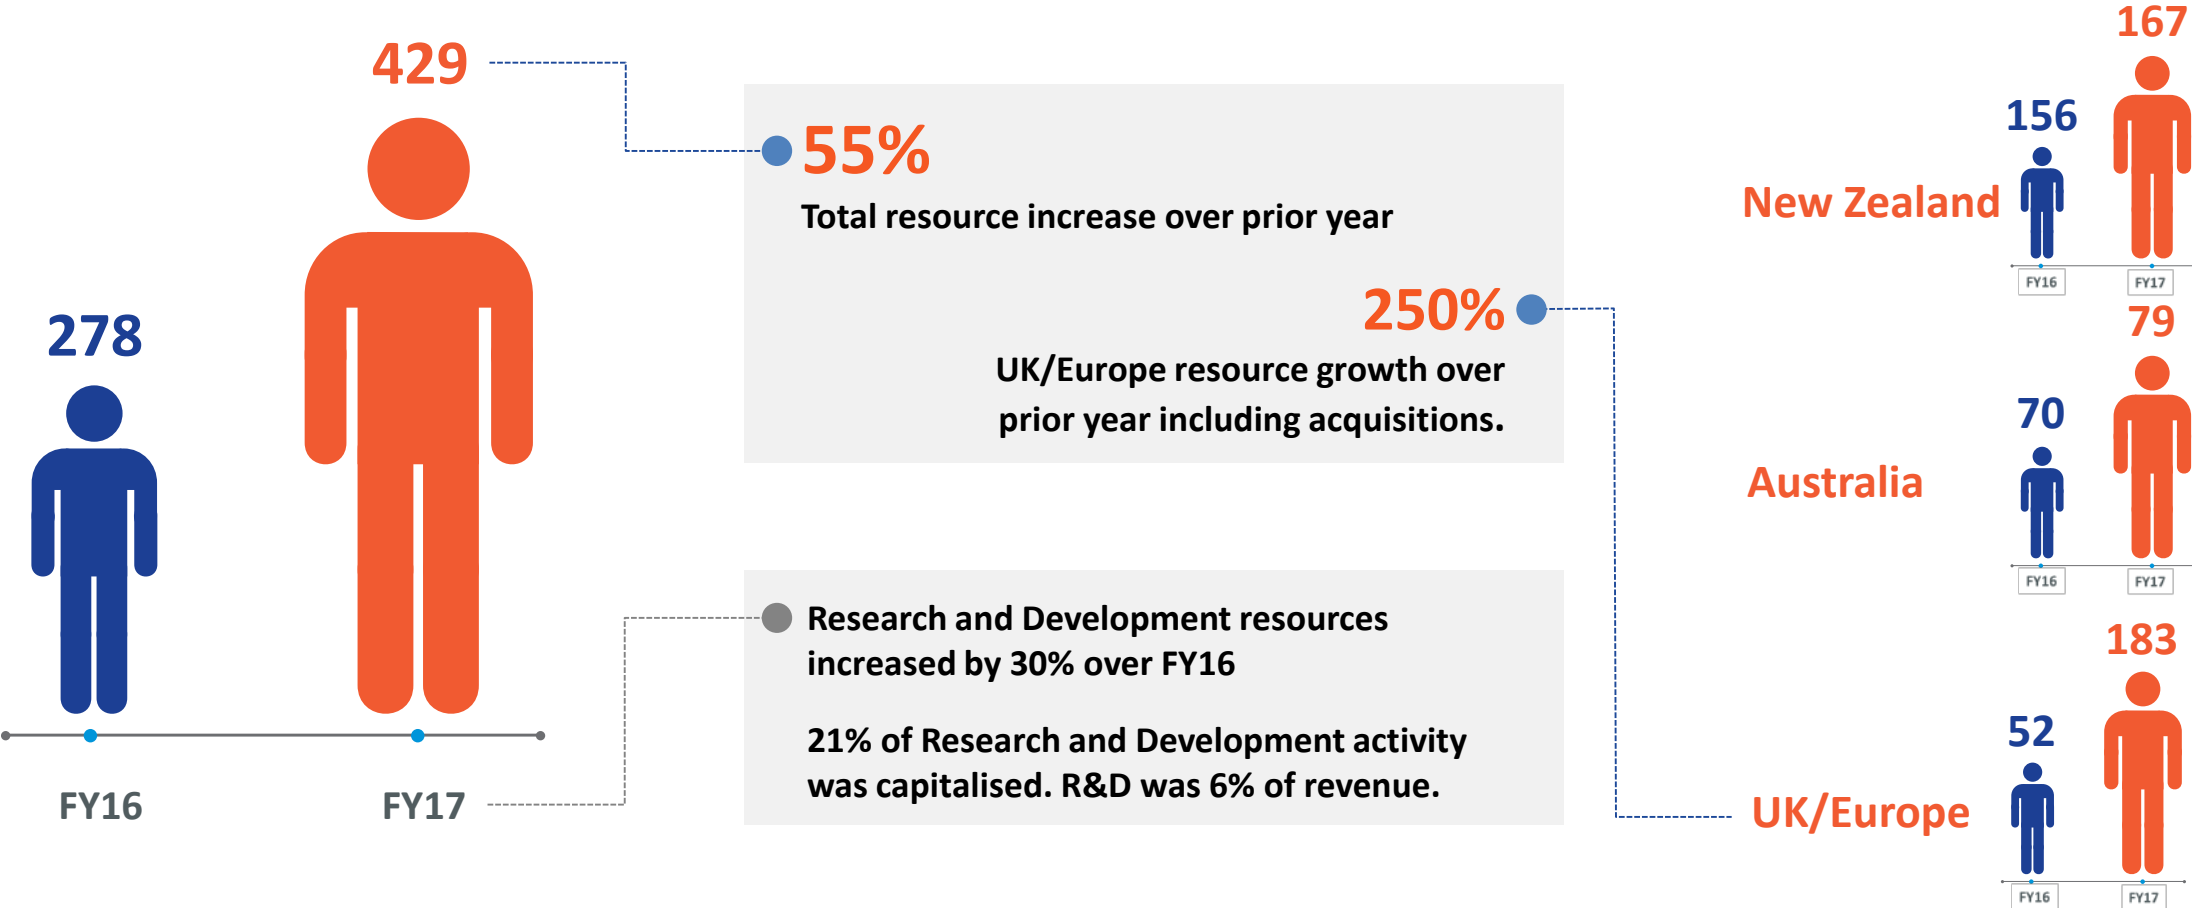 429
278
FY16
FY17
55%
Total resource increase over prior year
250%
UK/Europe resource growth over
prior year including acquisitions.
Research and Development resources
increased by 30% over FY16
21% of Research and Development activity
was capitalised. R&D was 6% of revenue.
167
156
New Zealand
FY16
FY17
79
70
Australia
FY16
FY17
183
52
UK/Europe
FY16
FY17